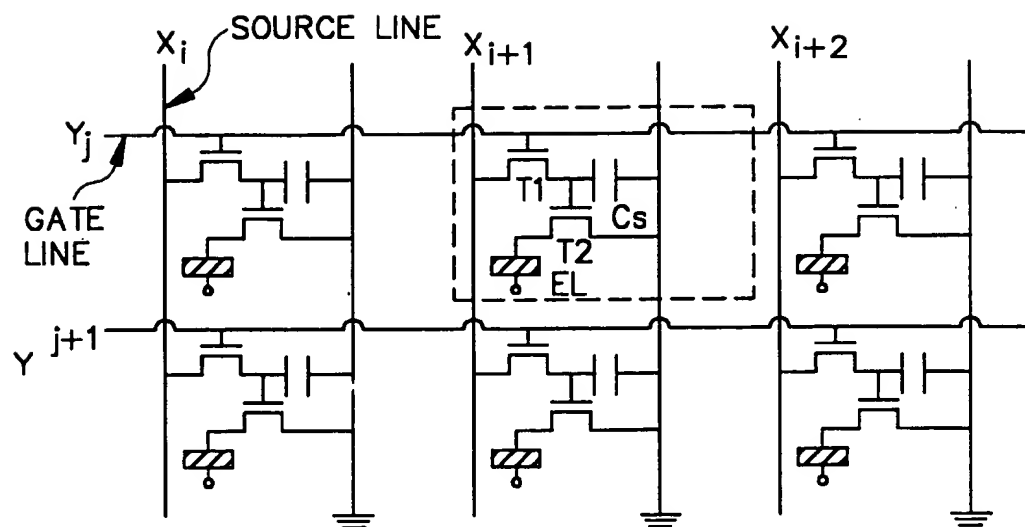 SOURCE LINE
Xi
Xi+1
Xi+2
Yj
GATE
LINE
T1
Cs
T2
EL
Y j+1